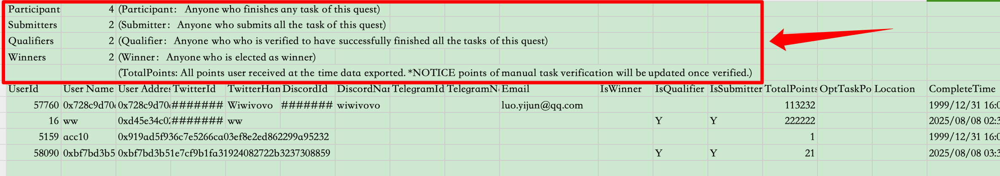 Participant 4 (Participant: Anyone who finishes any task of this quest)
Submitters 2 (Submitter: Anyone who submits all the task of this quest)
Qualifiers 2 (Qualifier: Anyone who who is verified to have successfully finished all the tasks of this quest)
Winners 2 (Winner: Anyone who is elected as winner)
(TotalPoints: All points user received at the time data exported. *NOTICE points of manual task verification will be updated once verified.)
UserId User Name User Addres TwitterId TwitterHan DiscordId DiscordNar TelegramId TelegramN Email IsWinner IsQualifier IsSubmitter TotalPoints OptTaskPo Location CompleteTime
57760 0x728c9d70 0x728c9d70 ####### Wiwivovo ####### wiwivovo luo.yijun@qq.com 113232 1999/12/31 16:0
16 ww 0xd45e34c02 ####### ww Y Y 222222 2025/08/08 02:3
5159 acc10 0x919ad5f936c7e5266ca03ef8e2ed862299a95232 1 1999/12/31 16:0
58090 0xbf7bd3b5 0xbf7bd3b51e7cf9b1fa31924082722b3237308859 Y Y 21 2025/08/08 03:3